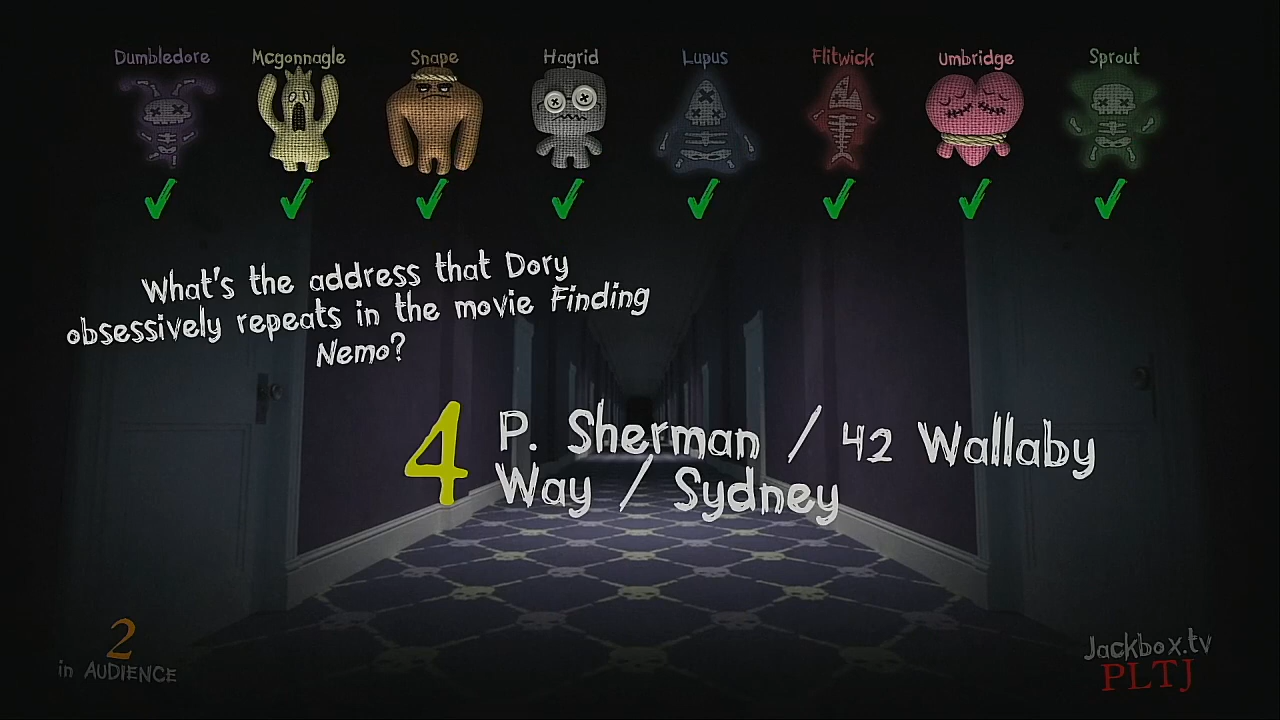 Dumbledore
Mcgonnagle
Snape
Hagrid
Lupus
Flitwick
Umbridge
Sprout
What's the address that Dory
obsessively repeats in the movie Finding
Nemo?
4
P. Sherman / 42 Wallaby
Way / Sydney
2
in AUDIENCE
Jackbox.tv
PLTJ